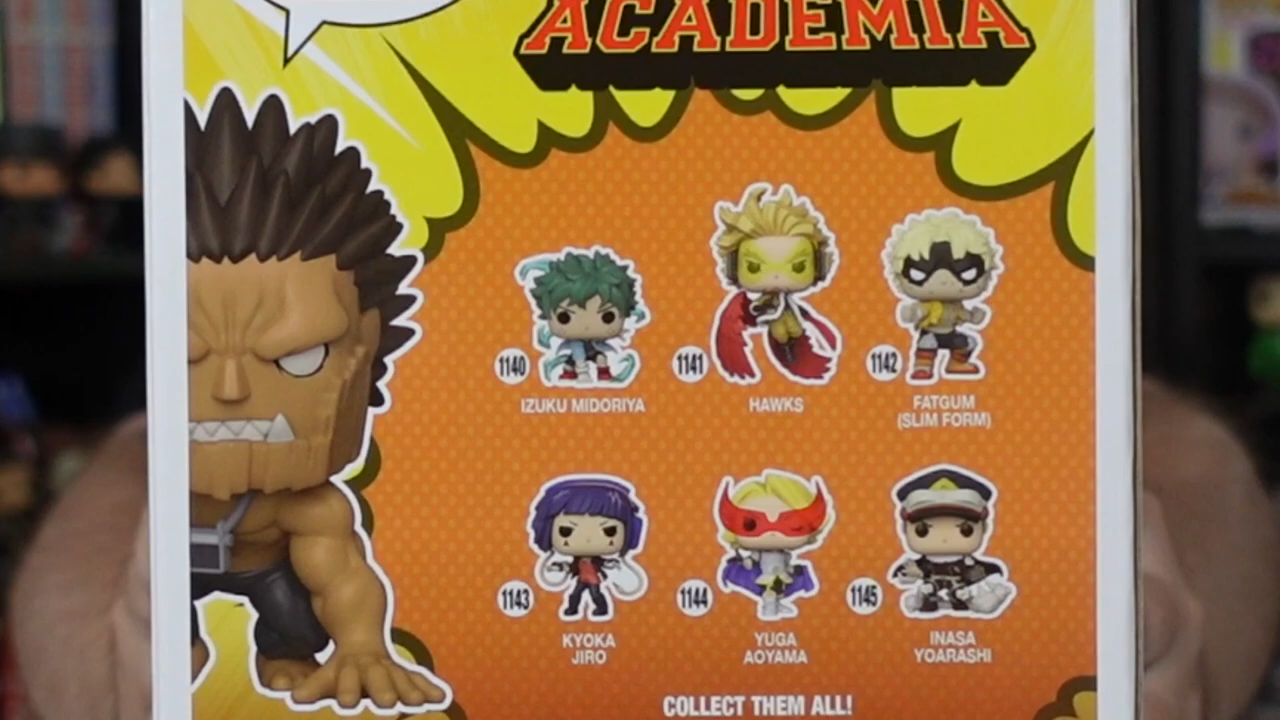 ACADEMIA
1140
1141
1142
IZUKU MIDORIYA
HAWKS
FATGUM
(SLIM FORM)
1143
1144
1145
KYOKA
JIRO
YUGA
AOYAMA
INASA
YOARASHI
COLLECT THEM ALL!